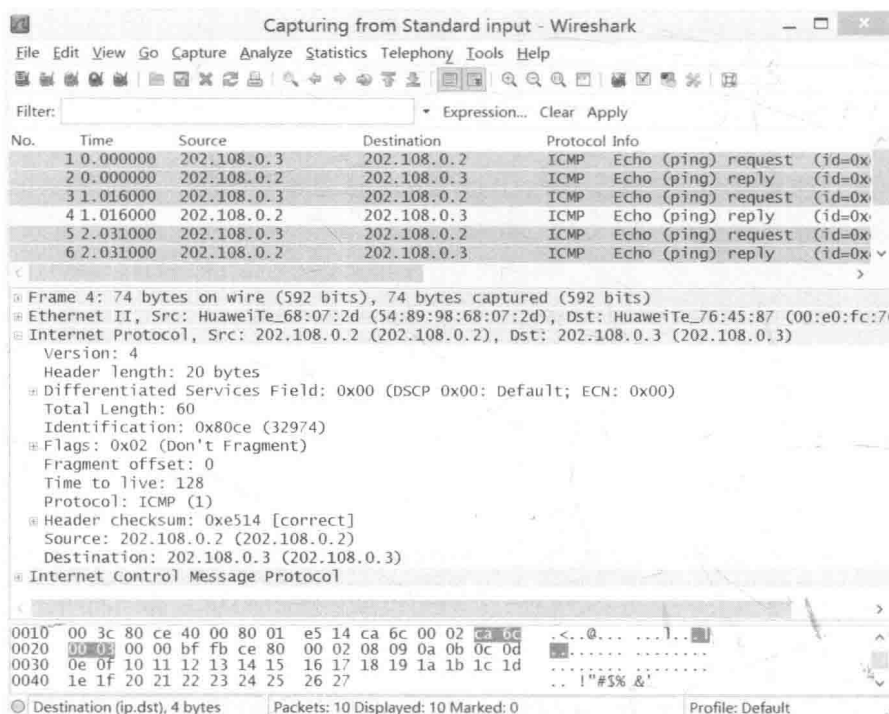 Capturing from Standard input - Wireshark
File Edit View Go Capture Analyze Statistics Telephony Tools Help
Filter: Expression... Clear Apply
No. Time Source Destination Protocol Info
1 0.000000 202.108.0.3 202.108.0.2 ICMP Echo (ping) request (id=0x
2 0.000000 202.108.0.2 202.108.0.3 ICMP Echo (ping) reply (id=0x
3 1.016000 202.108.0.3 202.108.0.2 ICMP Echo (ping) request (id=0x
4 1.016000 202.108.0.2 202.108.0.3 ICMP Echo (ping) reply (id=0x
5 2.031000 202.108.0.3 202.108.0.2 ICMP Echo (ping) request (id=0x
6 2.031000 202.108.0.2 202.108.0.3 ICMP Echo (ping) reply (id=0x
Frame 4: 74 bytes on wire (592 bits), 74 bytes captured (592 bits)
Ethernet II, Src: HuaweiTe_68:07:2d (54:89:98:68:07:2d), Dst: HuaweiTe_76:45:87 (00:e0:fc:76
Internet Protocol, Src: 202.108.0.2 (202.108.0.2), Dst: 202.108.0.3 (202.108.0.3)
Version: 4
Header length: 20 bytes
Differentiated Services Field: 0x00 (DSCP 0x00: Default; ECN: 0x00)
Total Length: 60
Identification: 0x80ce (32974)
Flags: 0x02 (Don't Fragment)
Fragment offset: 0
Time to live: 128
Protocol: ICMP (1)
Header checksum: 0xe514 [correct]
Source: 202.108.0.2 (202.108.0.2)
Destination: 202.108.0.3 (202.108.0.3)
Internet Control Message Protocol
0010 00 3c 80 ce 40 00 80 01 e5 14 ca 6c 00 02 ca 6c .<..@... ...l...l
0020 00 03 00 00 bf fb ce 80 00 02 08 09 0a 0b 0c 0d ........ ........
0030 0e 0f 10 11 12 13 14 15 16 17 18 19 1a 1b 1c 1d ........ ........
0040 1e 1f 20 21 22 23 24 25 26 27 .. !"#$% &'
Destination (ip.dst), 4 bytes Packets: 10 Displayed: 10 Marked: 0 Profile: Default